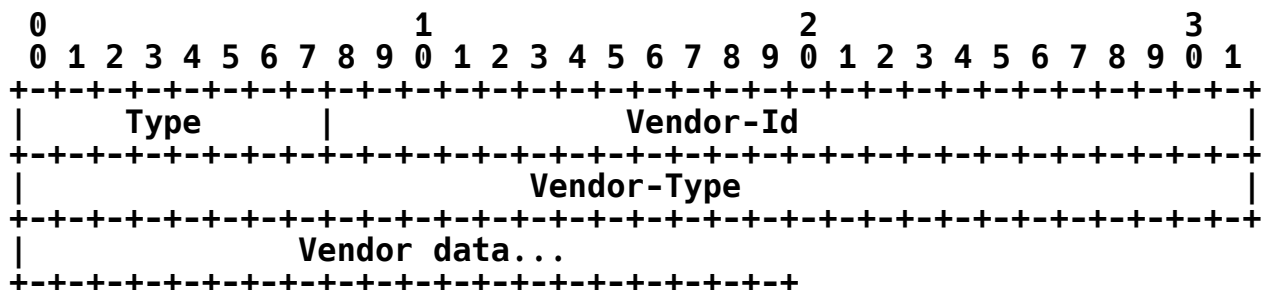 0                   1                   2                   3
 0 1 2 3 4 5 6 7 8 9 0 1 2 3 4 5 6 7 8 9 0 1 2 3 4 5 6 7 8 9 0 1
+-+-+-+-+-+-+-+-+-+-+-+-+-+-+-+-+-+-+-+-+-+-+-+-+-+-+-+-+-+-+-+-+
|     Type      |               Vendor-Id                       |
+-+-+-+-+-+-+-+-+-+-+-+-+-+-+-+-+-+-+-+-+-+-+-+-+-+-+-+-+-+-+-+-+
|                          Vendor-Type                          |
+-+-+-+-+-+-+-+-+-+-+-+-+-+-+-+-+-+-+-+-+-+-+-+-+-+-+-+-+-+-+-+-+
|              Vendor data...
+-+-+-+-+-+-+-+-+-+-+-+-+-+-+-+-+-+-+-+-+